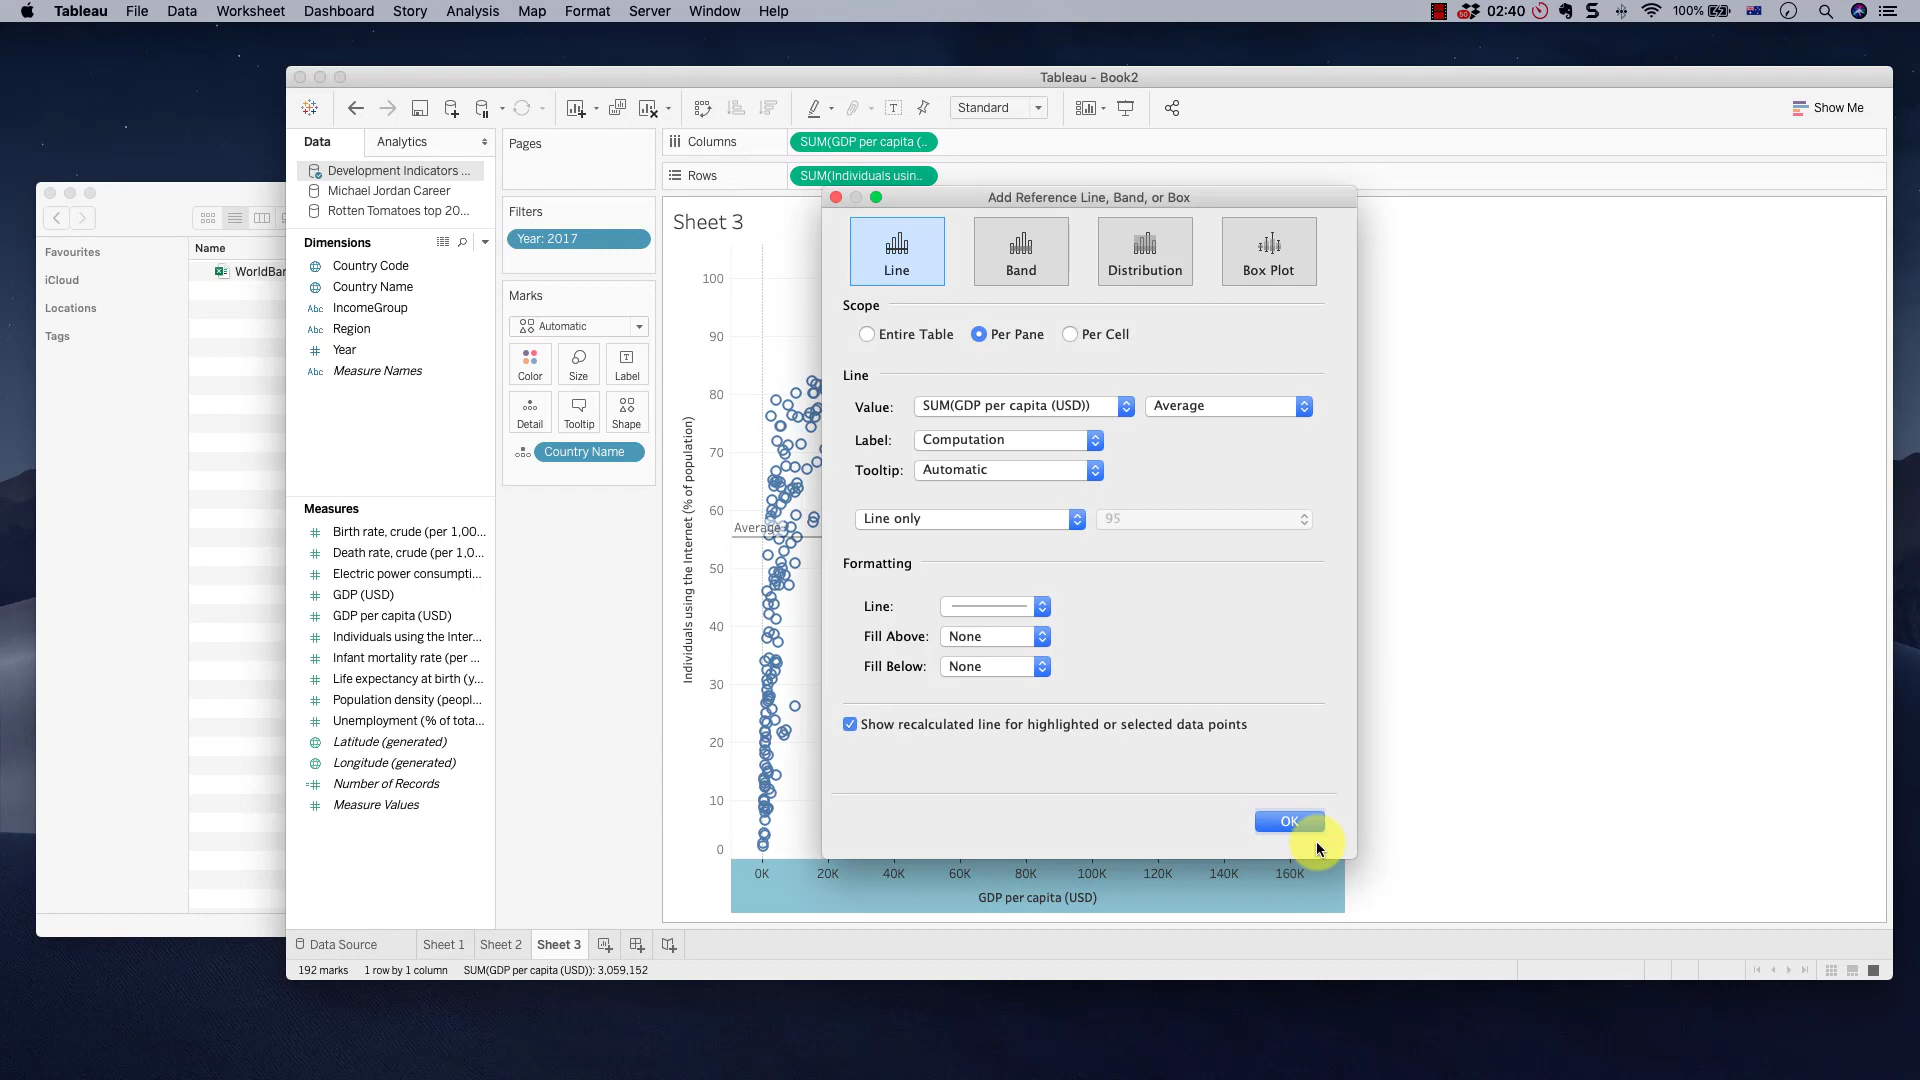 Tableau File Data Worksheet Dashboard Story Analysis Map Format Server Window Help
50 02:40 100%
Tableau - Book2
Standard
Show Me
Data Analytics
Development Indicators ...
Michael Jordan Career
Rotten Tomatoes top 20...
Dimensions
Country Code
Country Name
Abc IncomeGroup
Abc Region
Year
Abc Measure Names
Measures
Birth rate, crude (per 1,00...
Death rate, crude (per 1,0...
Electric power consumpti...
GDP (USD)
GDP per capita (USD)
Individuals using the Inter...
Infant mortality rate (per ...
Life expectancy at birth (y...
Population density (peopl...
Unemployment (% of tota...
Latitude (generated)
Longitude (generated)
Number of Records
Measure Values
Pages
Filters
Year: 2017
Marks
Automatic
Color Size Label
Detail Tooltip Shape
Country Name
Columns SUM(GDP per capita (..
Rows SUM(Individuals usin..
Sheet 3
Individuals using the Internet (% of population)
100
90
80
70
60
50
40
30
20
10
0
Average
0K 20K 40K 60K 80K 100K 120K 140K 160K
GDP per capita (USD)
Add Reference Line, Band, or Box
Line Band Distribution Box Plot
Scope
Entire Table Per Pane Per Cell
Line
Value: SUM(GDP per capita (USD)) Average
Label: Computation
Tooltip: Automatic
Line only 95
Formatting
Line:
Fill Above: None
Fill Below: None
Show recalculated line for highlighted or selected data points
OK
Favourites
iCloud
Locations
Tags
Name
WorldBan
Data Source Sheet 1 Sheet 2 Sheet 3
192 marks 1 row by 1 column SUM(GDP per capita (USD)): 3,059,152